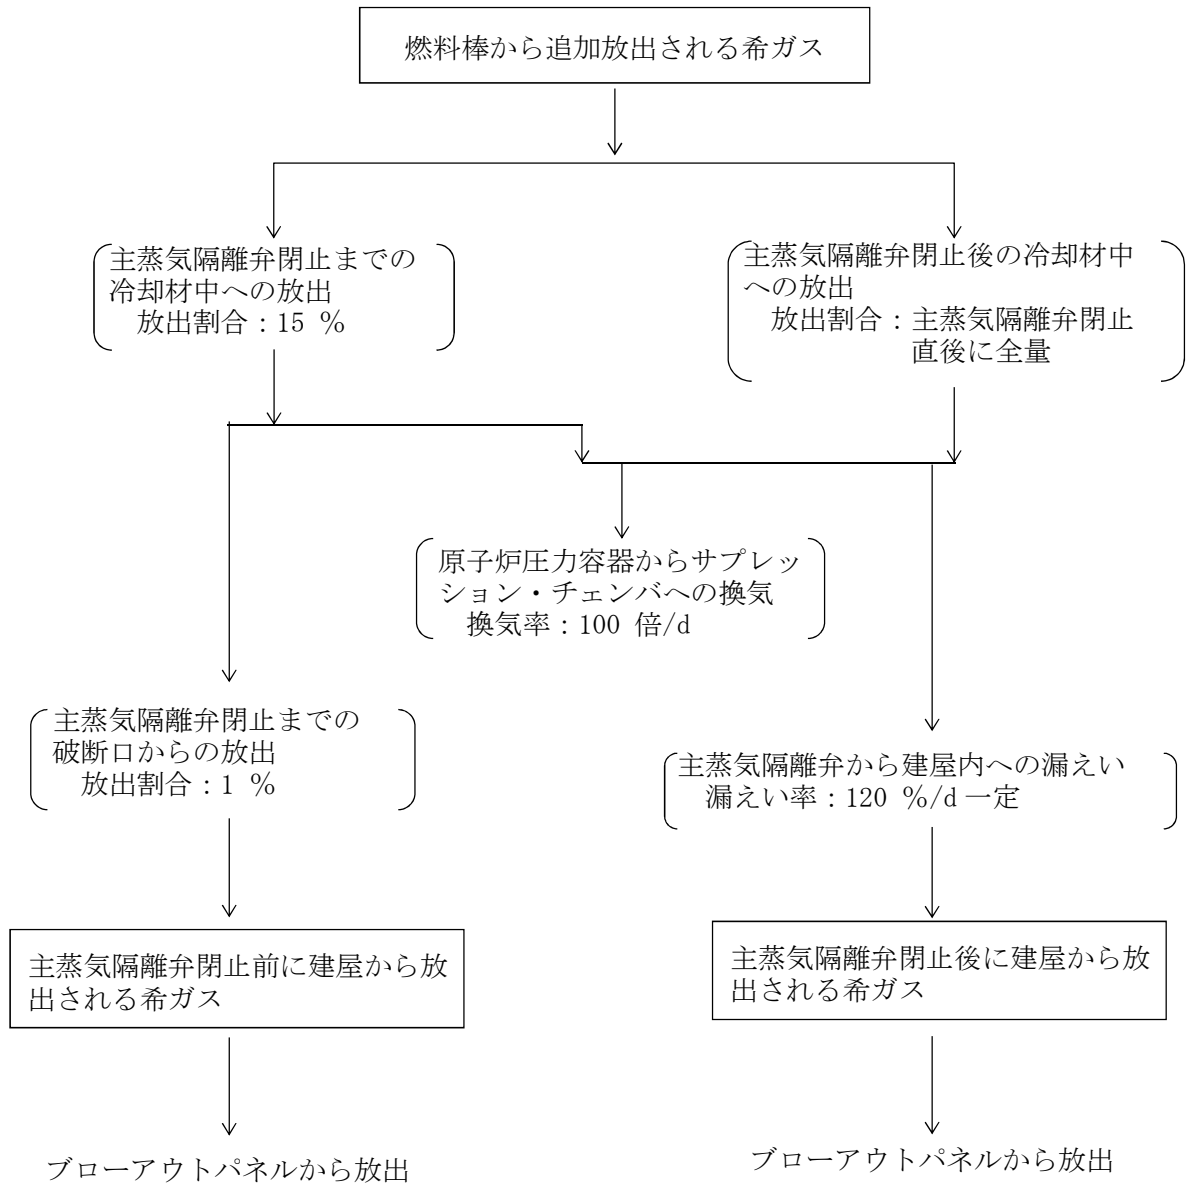 燃料棒から追加放出される希ガス
主蒸気隔離弁閉止までの
冷却材中への放出
放出割合：15 %
主蒸気隔離弁閉止後の冷却材中
への放出
放出割合：主蒸気隔離弁閉止
直後に全量
原子炉圧力容器からサプレッ
ション・チェンバへの換気
換気率：100 倍/d
主蒸気隔離弁閉止までの
破断口からの放出
放出割合：1 %
主蒸気隔離弁から建屋内への漏えい
漏えい率：120 %/d 一定
主蒸気隔離弁閉止前に建屋から放
出される希ガス
主蒸気隔離弁閉止後に建屋から放
出される希ガス
ブローアウトパネルから放出
ブローアウトパネルから放出